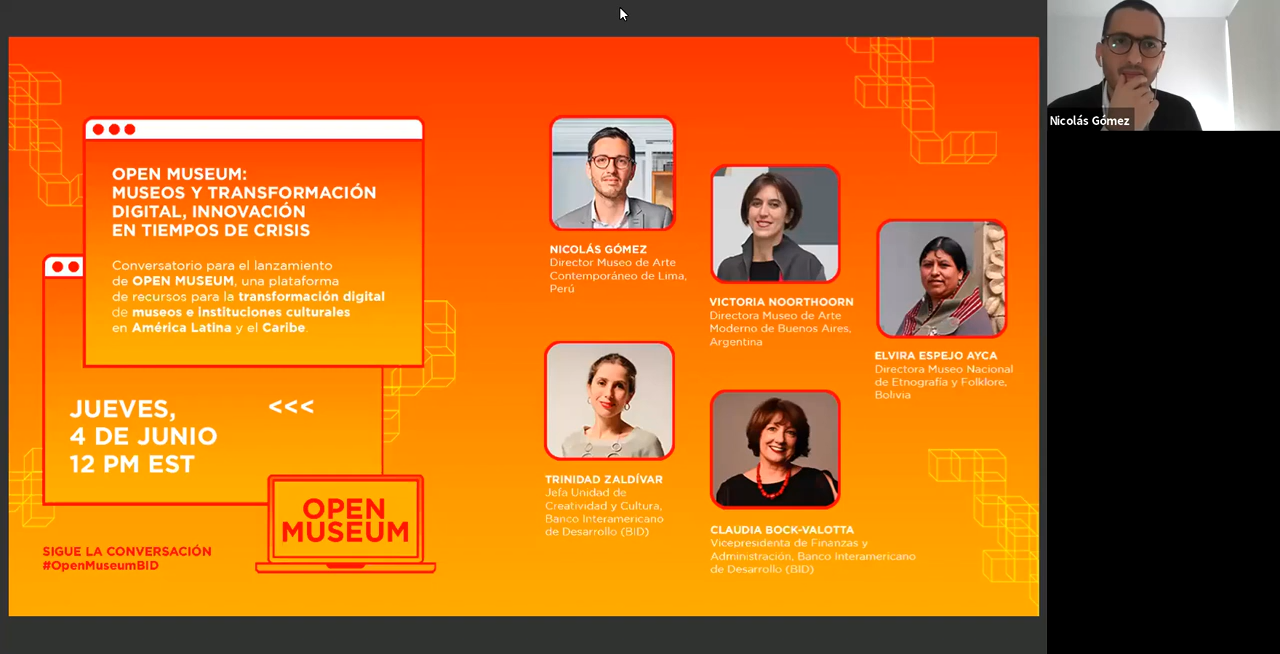 OPEN MUSEUM:
MUSEOS Y TRANSFORMACIÓN
DIGITAL, INNOVACIÓN
EN TIEMPOS DE CRISIS
Conversatorio para el lanzamiento
de OPEN MUSEUM, una plataforma
de recursos para la transformación digital
de museos e instituciones culturales
en América Latina y el Caribe.
JUEVES,
4 DE JUNIO
12 PM EST
<<<
OPEN
MUSEUM
SIGUE LA CONVERSACIÓN
#OpenMuseumBID
NICOLÁS GÓMEZ
Director Museo de Arte
Contemporáneo de Lima,
Perú
VICTORIA NOORTHOORN
Directora Museo de Arte
Moderno de Buenos Aires,
Argentina
ELVIRA ESPEJO AYCA
Directora Museo Nacional
de Etnografía y Folklore,
Bolivia
TRINIDAD ZALDÍVAR
Jefa Unidad de
Creatividad y Cultura,
Banco Interamericano
de Desarrollo (BID)
CLAUDIA BOCK-VALOTTA
Vicepresidenta de Finanzas y
Administración, Banco Interamericano
de Desarrollo (BID)
Nicolás Gómez